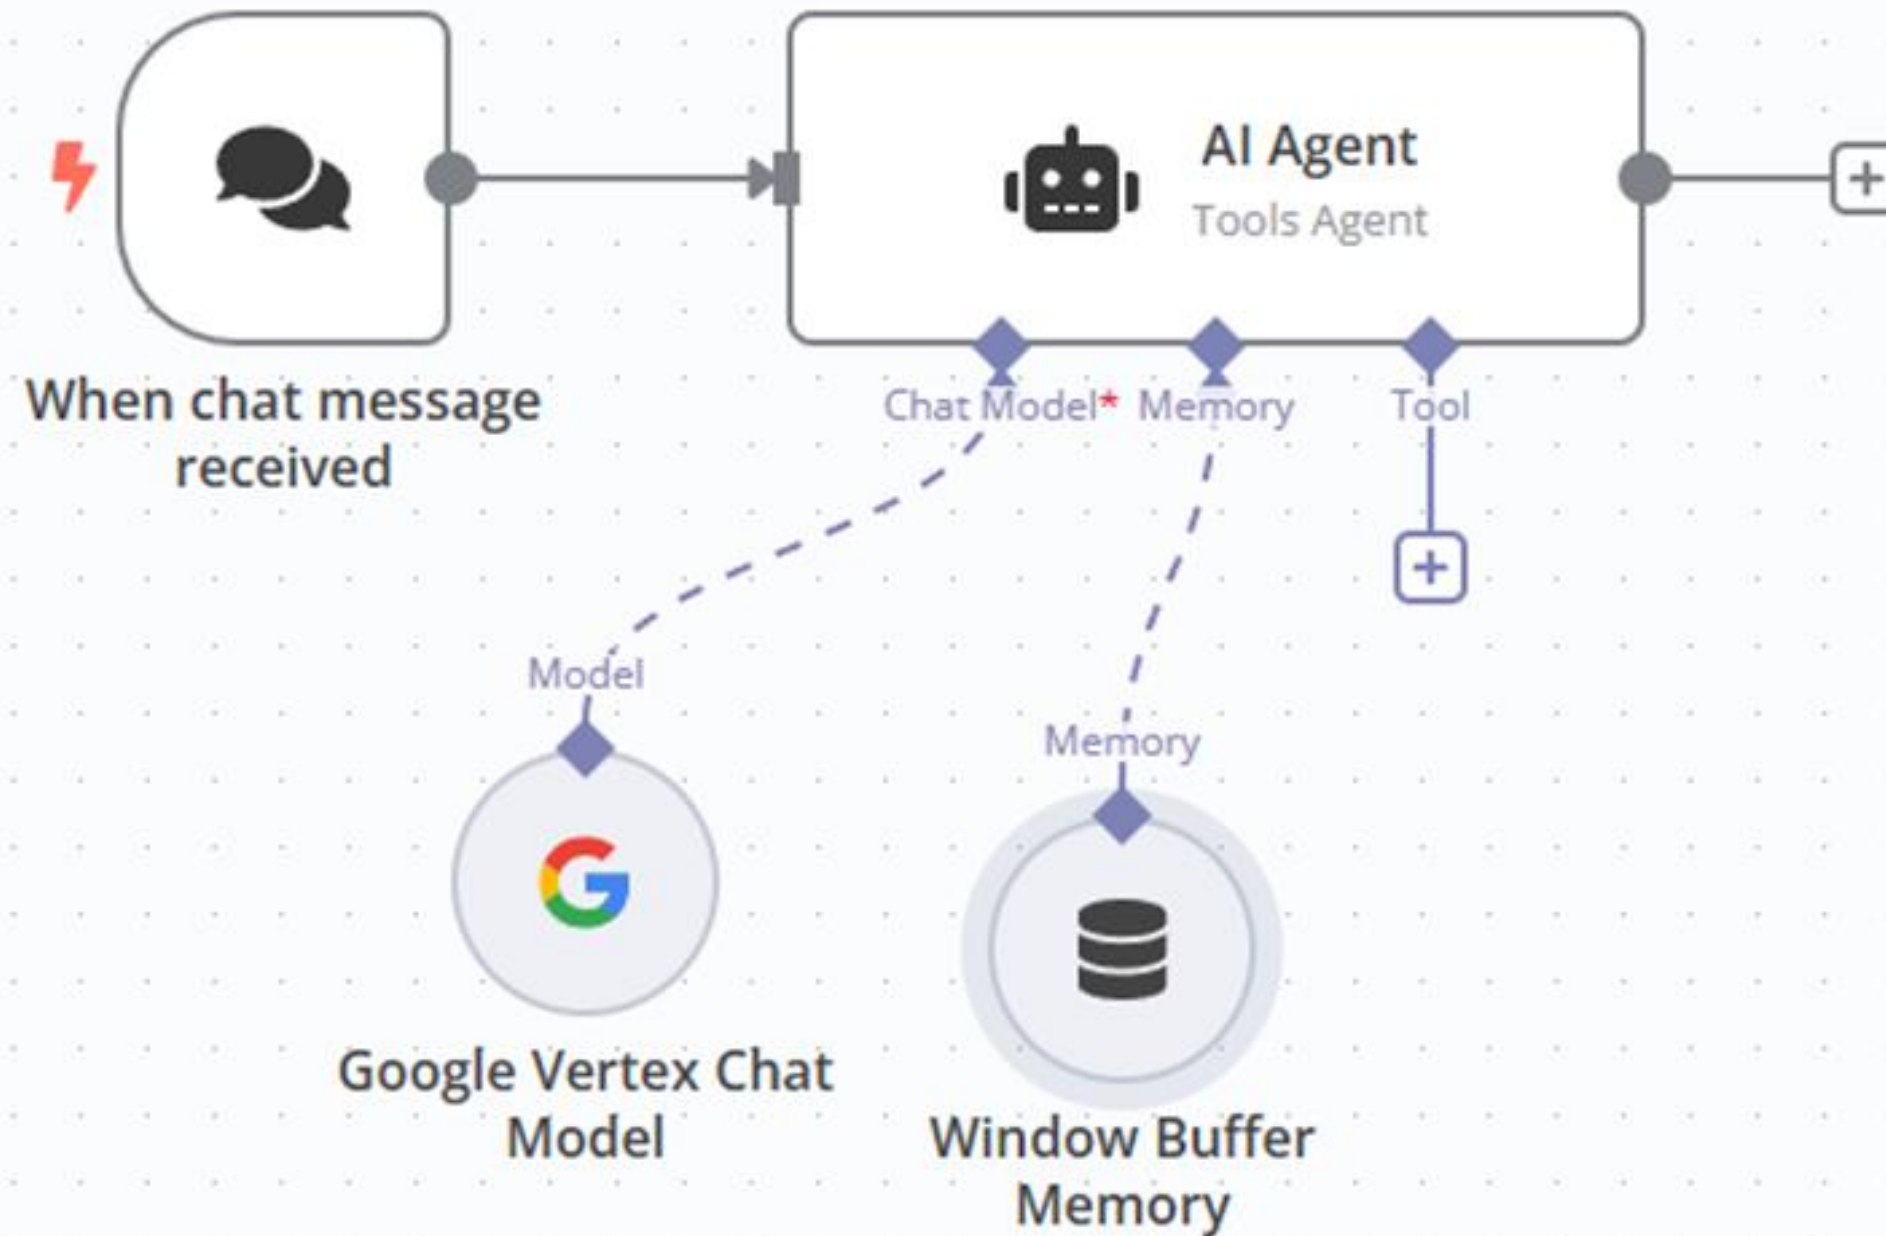 AI Agent
Tools Agent
When chat message
received
Chat Model* Memory Tool
Model
Memory
Google Vertex Chat
Model
Window Buffer
Memory